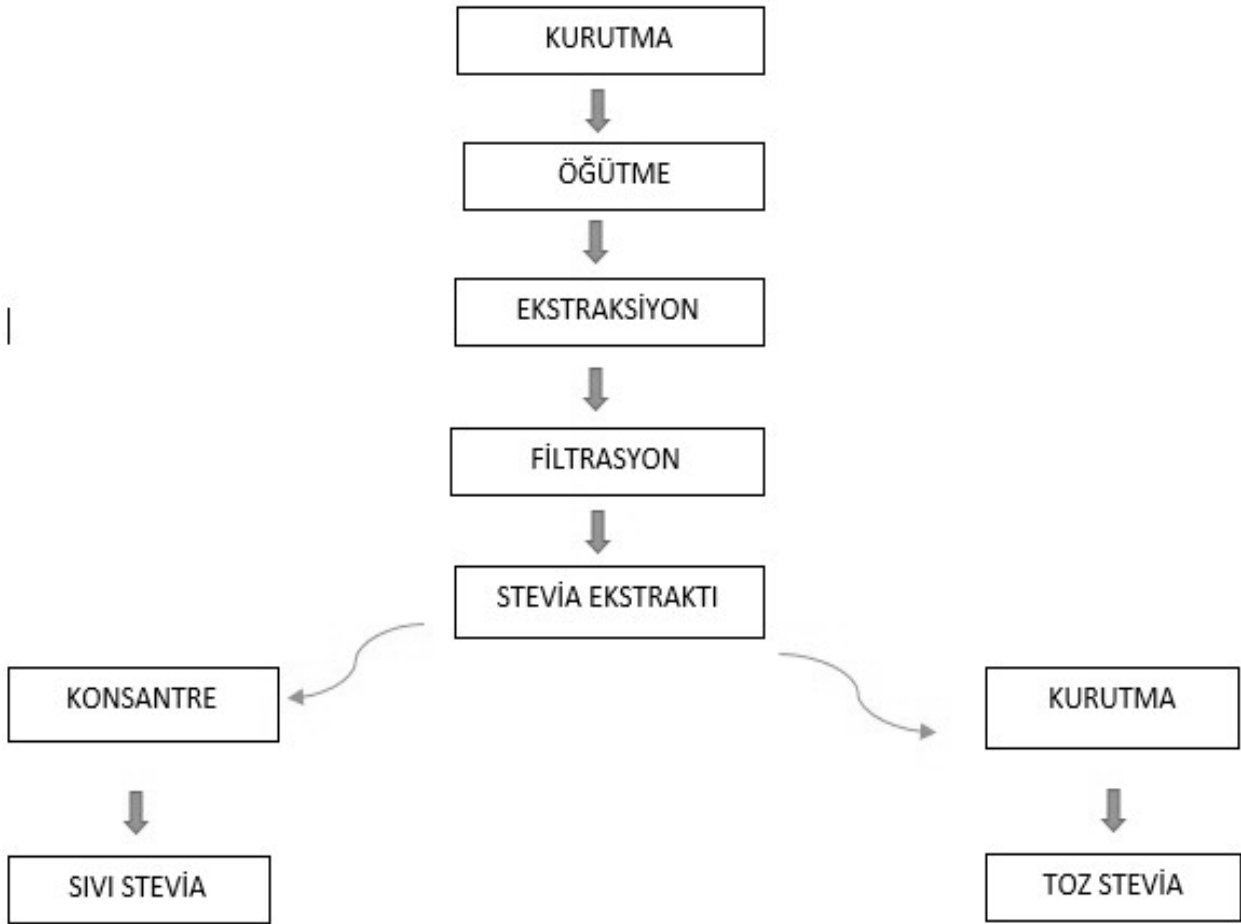 KURUTMA
ÖĞÜTME
EKSTRAKSİYON
FİLTRASYON
STEVİA EKSTRAKTI
KONSANTRE
KURUTMA
SIVI STEVİA
TOZ STEVİA